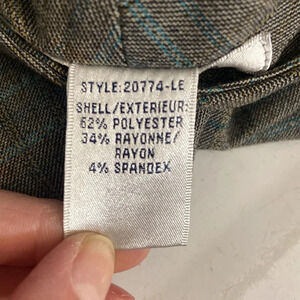 STYLE:20774-LE
SHELL/EXTERIEUR:
62% POLYESTER
34% RAYONNE/
RAYON
4% SPANDEX